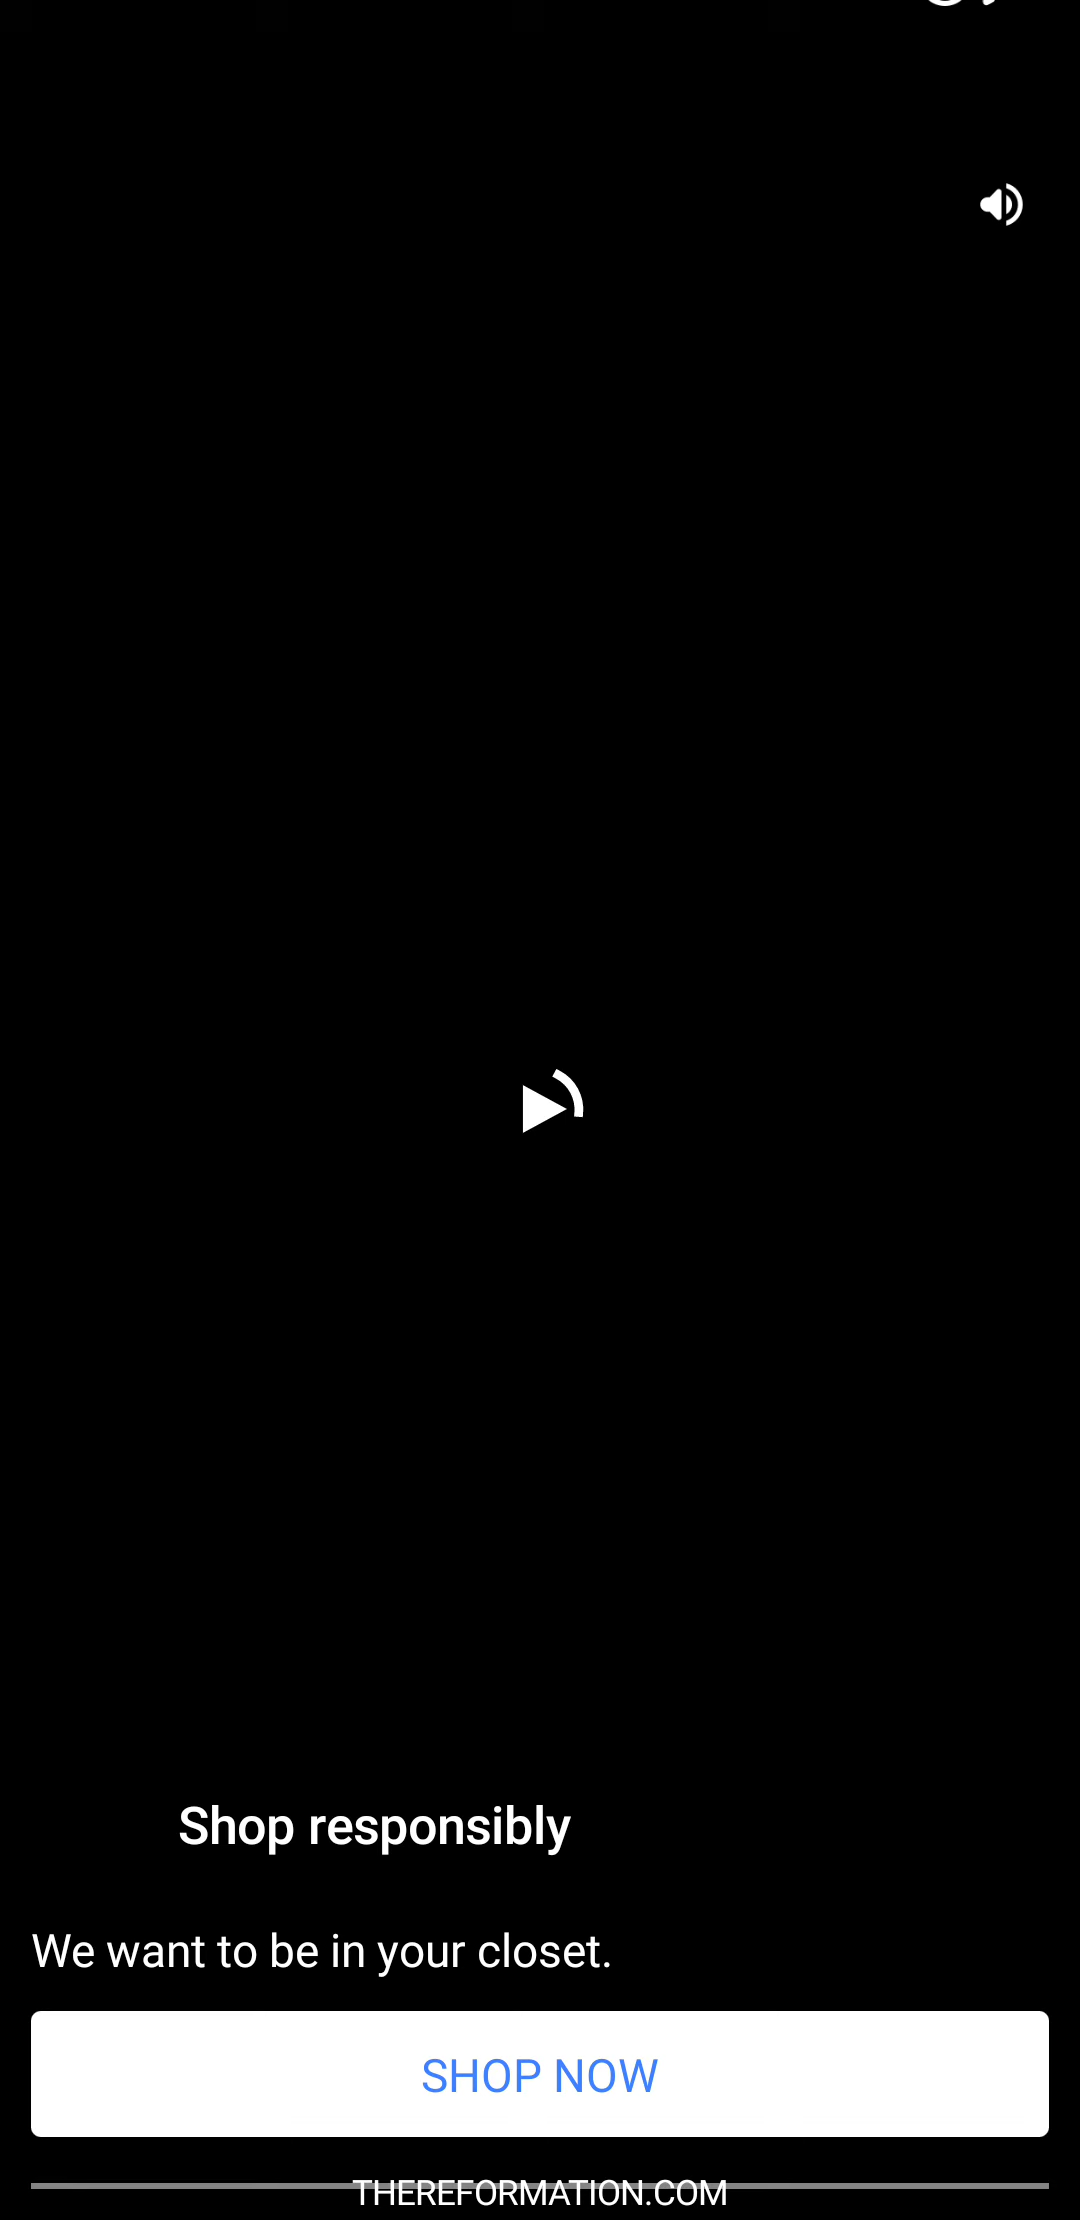 Shop responsibly
We want to be in your closet.
SHOP NOW
THEREFORMATION.COM